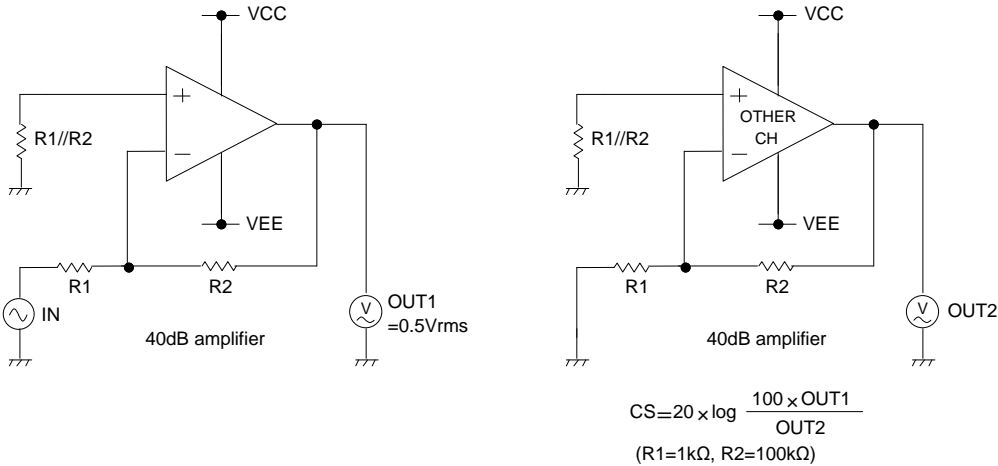 VCC
R1//R2
VEE
R1
R2
IN
OUT1
=0.5Vrms
V
40dB amplifier
VCC
OTHER
CH
R1//R2
VEE
R1
R2
V
OUT2
40dB amplifier
CS=20×log 100×OUT1
OUT2
(R1=1kΩ, R2=100kΩ)